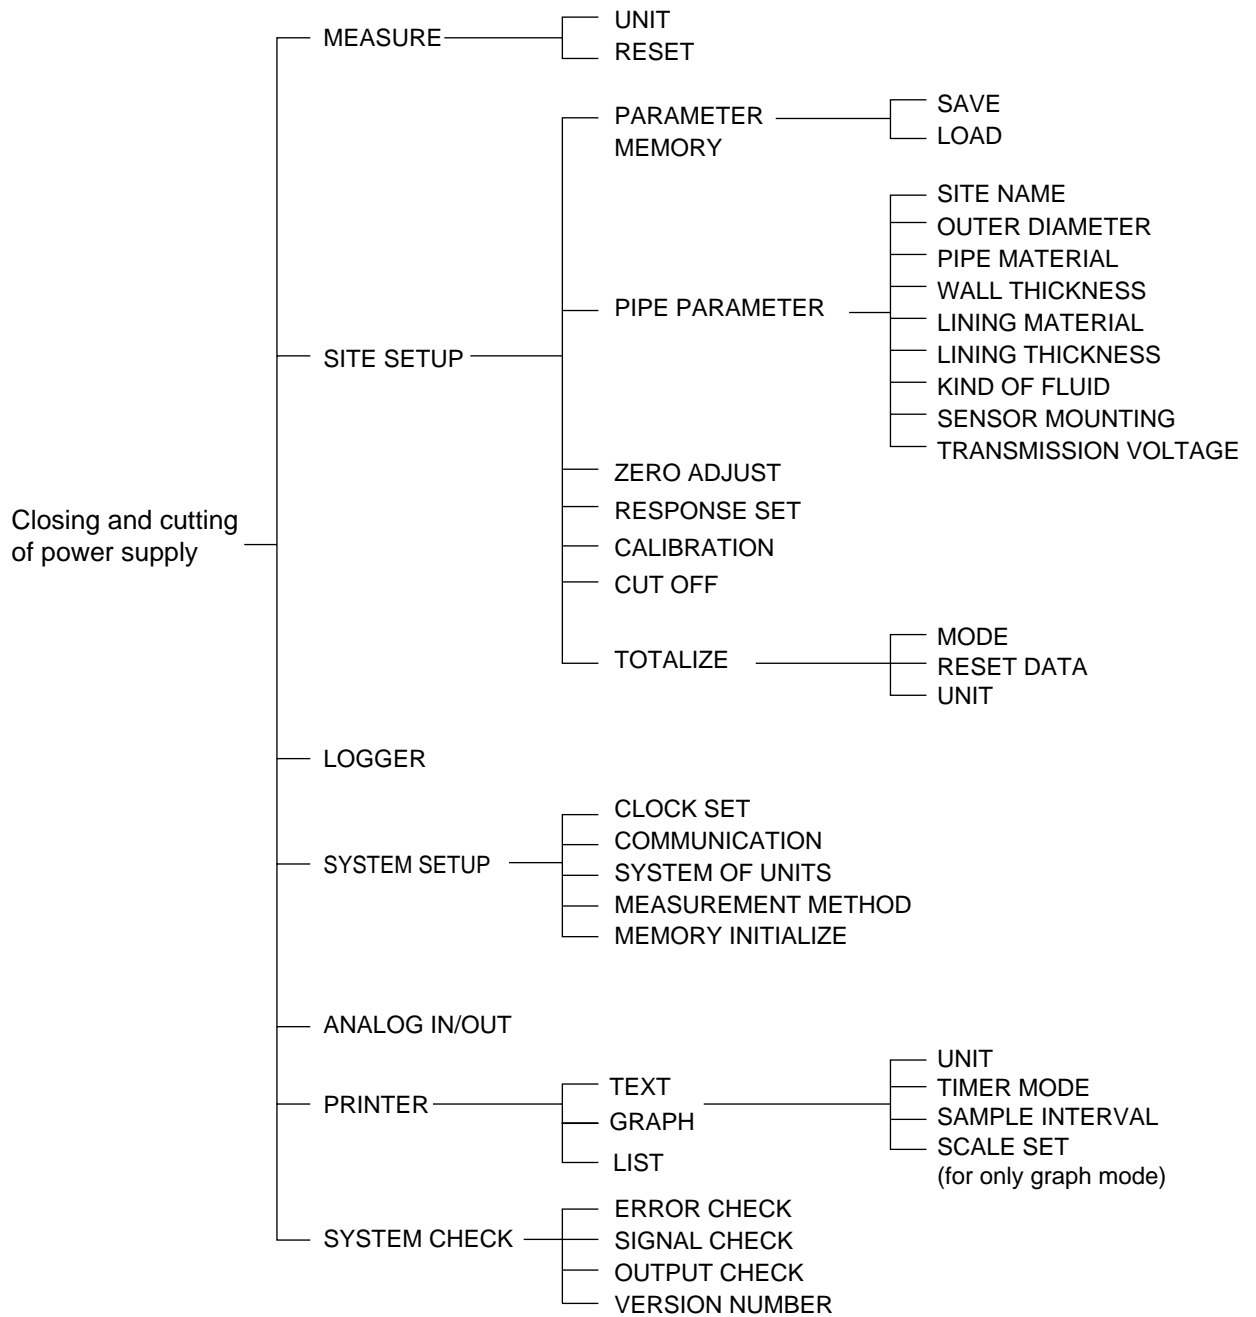 Closing and cutting
of power supply
MEASURE
UNIT
RESET
SITE SETUP
PARAMETER
MEMORY
SAVE
LOAD
PIPE PARAMETER
SITE NAME
OUTER DIAMETER
PIPE MATERIAL
WALL THICKNESS
LINING MATERIAL
LINING THICKNESS
KIND OF FLUID
SENSOR MOUNTING
TRANSMISSION VOLTAGE
ZERO ADJUST
RESPONSE SET
CALIBRATION
CUT OFF
TOTALIZE
MODE
RESET DATA
UNIT
LOGGER
SYSTEM SETUP
CLOCK SET
COMMUNICATION
SYSTEM OF UNITS
MEASUREMENT METHOD
MEMORY INITIALIZE
ANALOG IN/OUT
PRINTER
TEXT
GRAPH
LIST
UNIT
TIMER MODE
SAMPLE INTERVAL
SCALE SET
(for only graph mode)
SYSTEM CHECK
ERROR CHECK
SIGNAL CHECK
OUTPUT CHECK
VERSION NUMBER